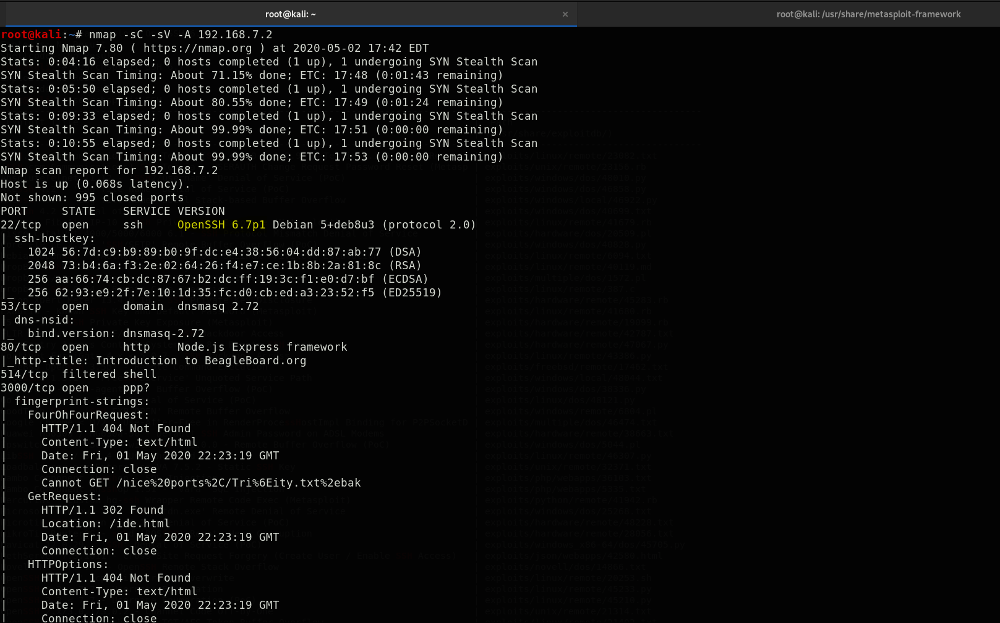 root@kali: ~
×
root@kali: /usr/share/metasploit-framework
root@kali:~# nmap -sC -sV -A 192.168.7.2
Starting Nmap 7.80 ( https://nmap.org ) at 2020-05-02 17:42 EDT
Stats: 0:04:16 elapsed; 0 hosts completed (1 up), 1 undergoing SYN Stealth Scan
SYN Stealth Scan Timing: About 71.15% done; ETC: 17:48 (0:01:43 remaining)
Stats: 0:05:50 elapsed; 0 hosts completed (1 up), 1 undergoing SYN Stealth Scan
SYN Stealth Scan Timing: About 80.55% done; ETC: 17:49 (0:01:24 remaining)
Stats: 0:09:33 elapsed; 0 hosts completed (1 up), 1 undergoing SYN Stealth Scan
SYN Stealth Scan Timing: About 99.99% done; ETC: 17:51 (0:00:00 remaining)
Stats: 0:10:55 elapsed; 0 hosts completed (1 up), 1 undergoing SYN Stealth Scan
SYN Stealth Scan Timing: About 99.99% done; ETC: 17:53 (0:00:00 remaining)
Nmap scan report for 192.168.7.2
Host is up (0.068s latency).
Not shown: 995 closed ports
PORT     STATE    SERVICE VERSION
22/tcp   open     ssh     OpenSSH 6.7p1 Debian 5+deb8u3 (protocol 2.0)
| ssh-hostkey:
|   1024 56:7d:c9:b9:89:b0:9f:dc:e4:38:56:04:dd:87:ab:77 (DSA)
|   2048 73:b4:6a:f3:2e:02:64:26:f4:e7:ce:1b:8b:2a:81:8c (RSA)
|   256 aa:66:74:cb:dc:87:67:b2:dc:ff:19:3c:f1:e0:d7:bf (ECDSA)
|_  256 62:93:e9:2f:7e:10:1d:35:fc:d0:cb:ed:a3:23:52:f5 (ED25519)
53/tcp   open     domain  dnsmasq 2.72
| dns-nsid:
|_  bind.version: dnsmasq-2.72
80/tcp   open     http    Node.js Express framework
|_http-title: Introduction to BeagleBoard.org
514/tcp  filtered shell
3000/tcp open     ppp?
| fingerprint-strings:
|   FourOhFourRequest:
|     HTTP/1.1 404 Not Found
|     Content-Type: text/html
|     Date: Fri, 01 May 2020 22:23:19 GMT
|     Connection: close
|     Cannot GET /nice%20ports%2C/Tri%6Eity.txt%2ebak
|   GetRequest:
|     HTTP/1.1 302 Found
|     Location: /ide.html
|     Date: Fri, 01 May 2020 22:23:19 GMT
|     Connection: close
|   HTTPOptions:
|     HTTP/1.1 404 Not Found
|     Content-Type: text/html
|     Date: Fri, 01 May 2020 22:23:19 GMT
|     Connection: close